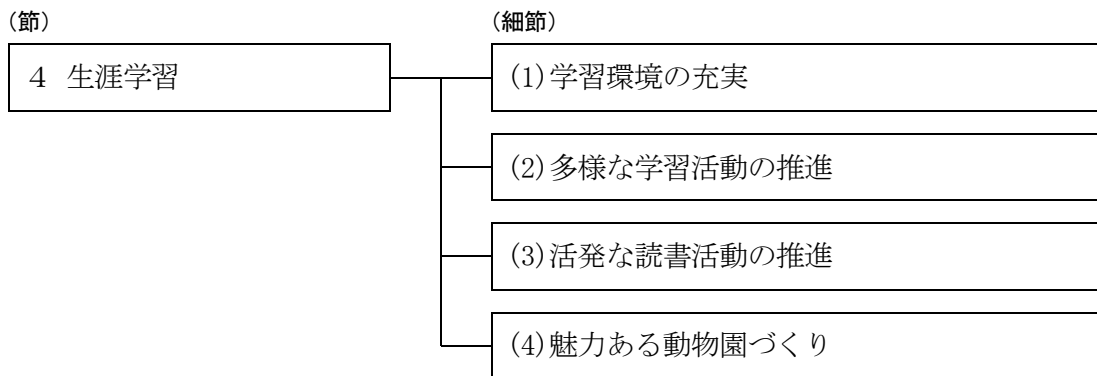 （節）
（細節）
４ 生涯学習
(1)学習環境の充実
(2)多様な学習活動の推進
(3)活発な読書活動の推進
(4)魅力ある動物園づくり